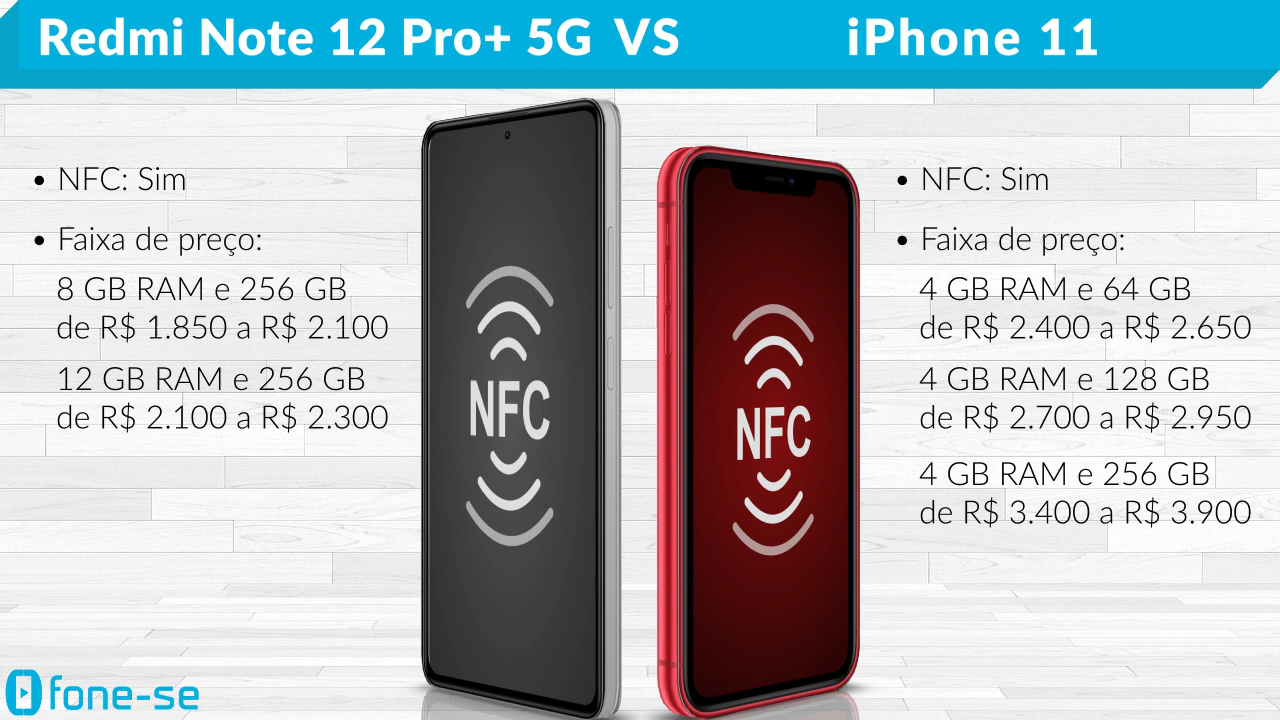 Redmi Note 12 Pro+ 5G VS iPhone 11
• NFC: Sim
• Faixa de preço:
8 GB RAM e 256 GB
de R$ 1.850 a R$ 2.100
12 GB RAM e 256 GB
de R$ 2.100 a R$ 2.300
NFC
NFC
• NFC: Sim
• Faixa de preço:
4 GB RAM e 64 GB
de R$ 2.400 a R$ 2.650
4 GB RAM e 128 GB
de R$ 2.700 a R$ 2.950
4 GB RAM e 256 GB
de R$ 3.400 a R$ 3.900
fone-se